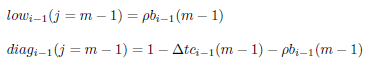 low_{i−1}(j = m − 1) = ρb_{i−1}(m − 1)
diag_{i−1}(j = m − 1) = 1 − Δtc_{i−1}(m − 1) − ρb_{i−1}(m − 1)